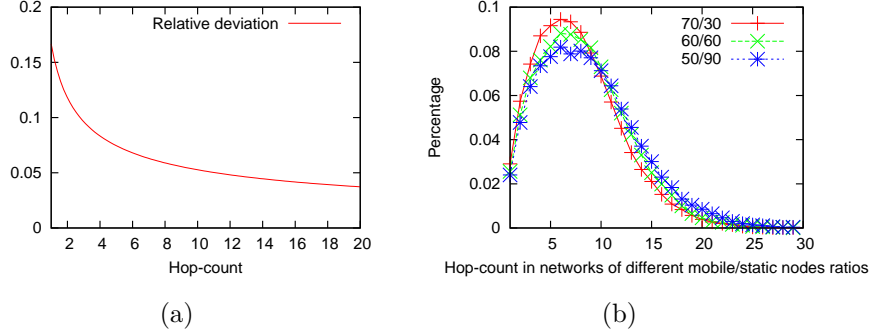 0.2
0.15
0.1
0.05
0
2 4 6 8 10 12 14 16 18 20
Hop-count
Relative deviation
(a)
Percentage
0.1
0.08
0.06
0.04
0.02
0
5 10 15 20 25 30
Hop-count in networks of different mobile/static nodes ratios
70/30
60/60
50/90
(b)